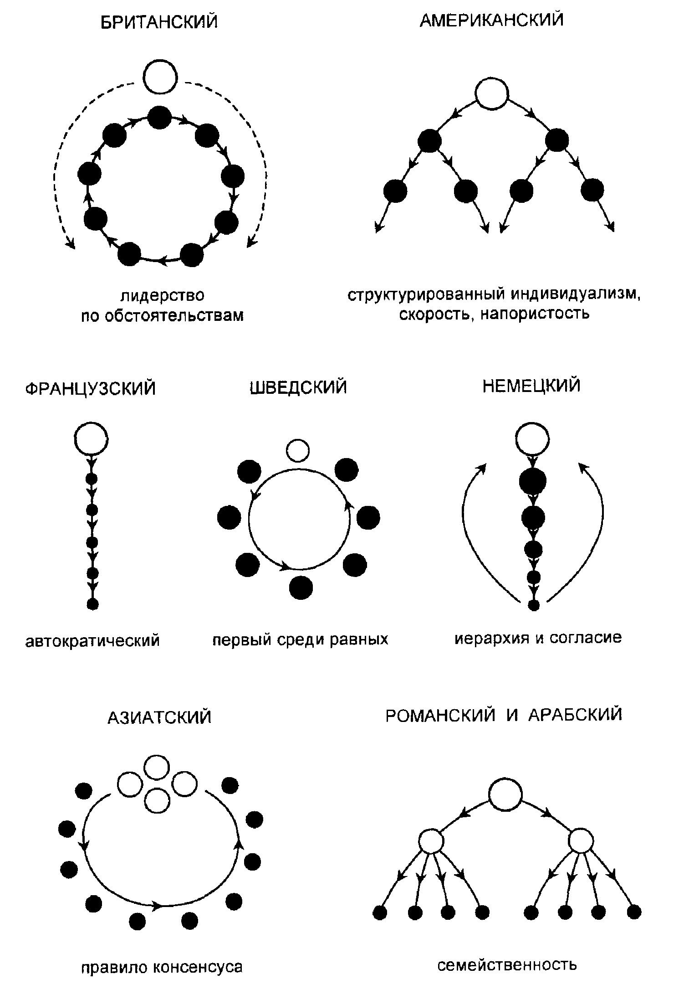 БРИТАНСКИЙ
АМЕРИКАНСКИЙ
лидерство
по обстоятельствам
структурированный индивидуализм,
скорость, напористость
ФРАНЦУЗСКИЙ
ШВЕДСКИЙ
НЕМЕЦКИЙ
автократический
первый среди равных
иерархия и согласие
АЗИАТСКИЙ
РОМАНСКИЙ И АРАБСКИЙ
правило консенсуса
семейственность